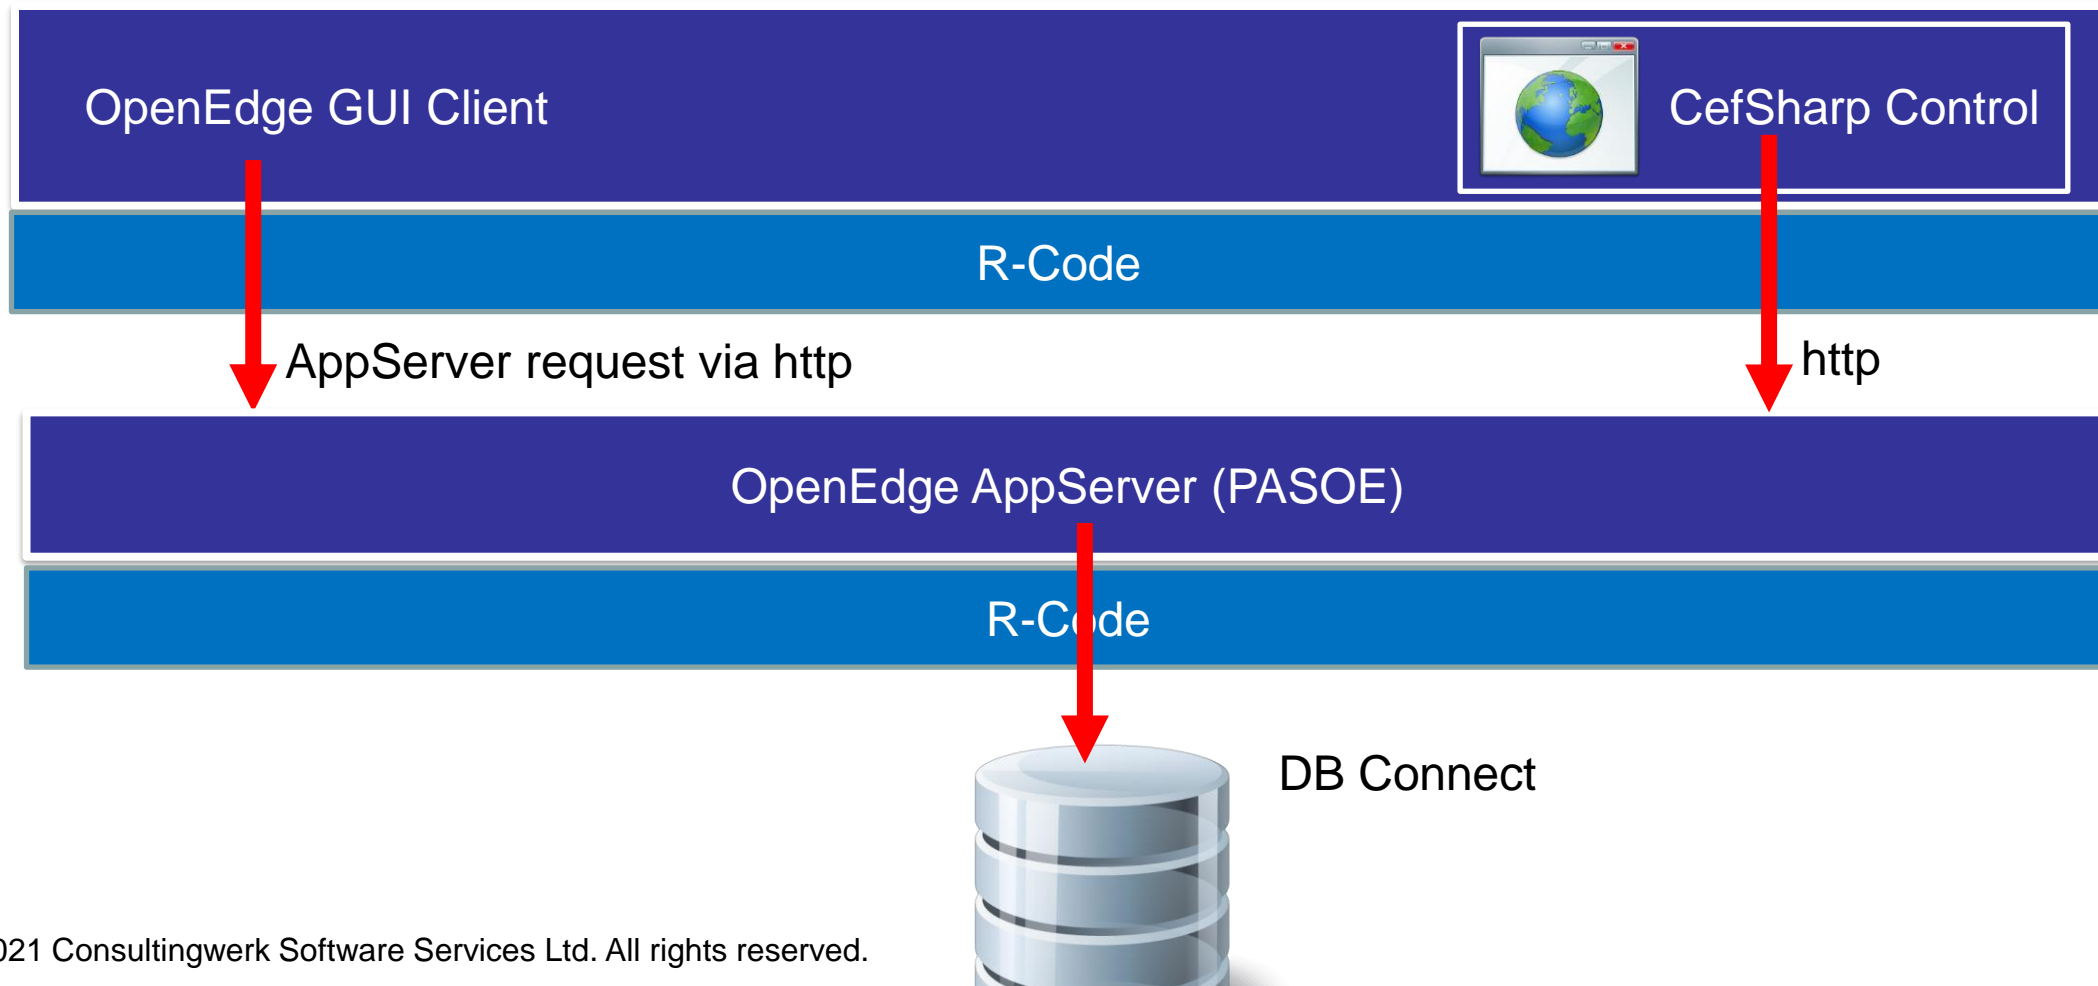 OpenEdge GUI Client
CefSharp Control
R-Code
AppServer request via http
http
OpenEdge AppServer (PASOE)
R-Code
DB Connect
021 Consultingwerk Software Services Ltd. All rights reserved.